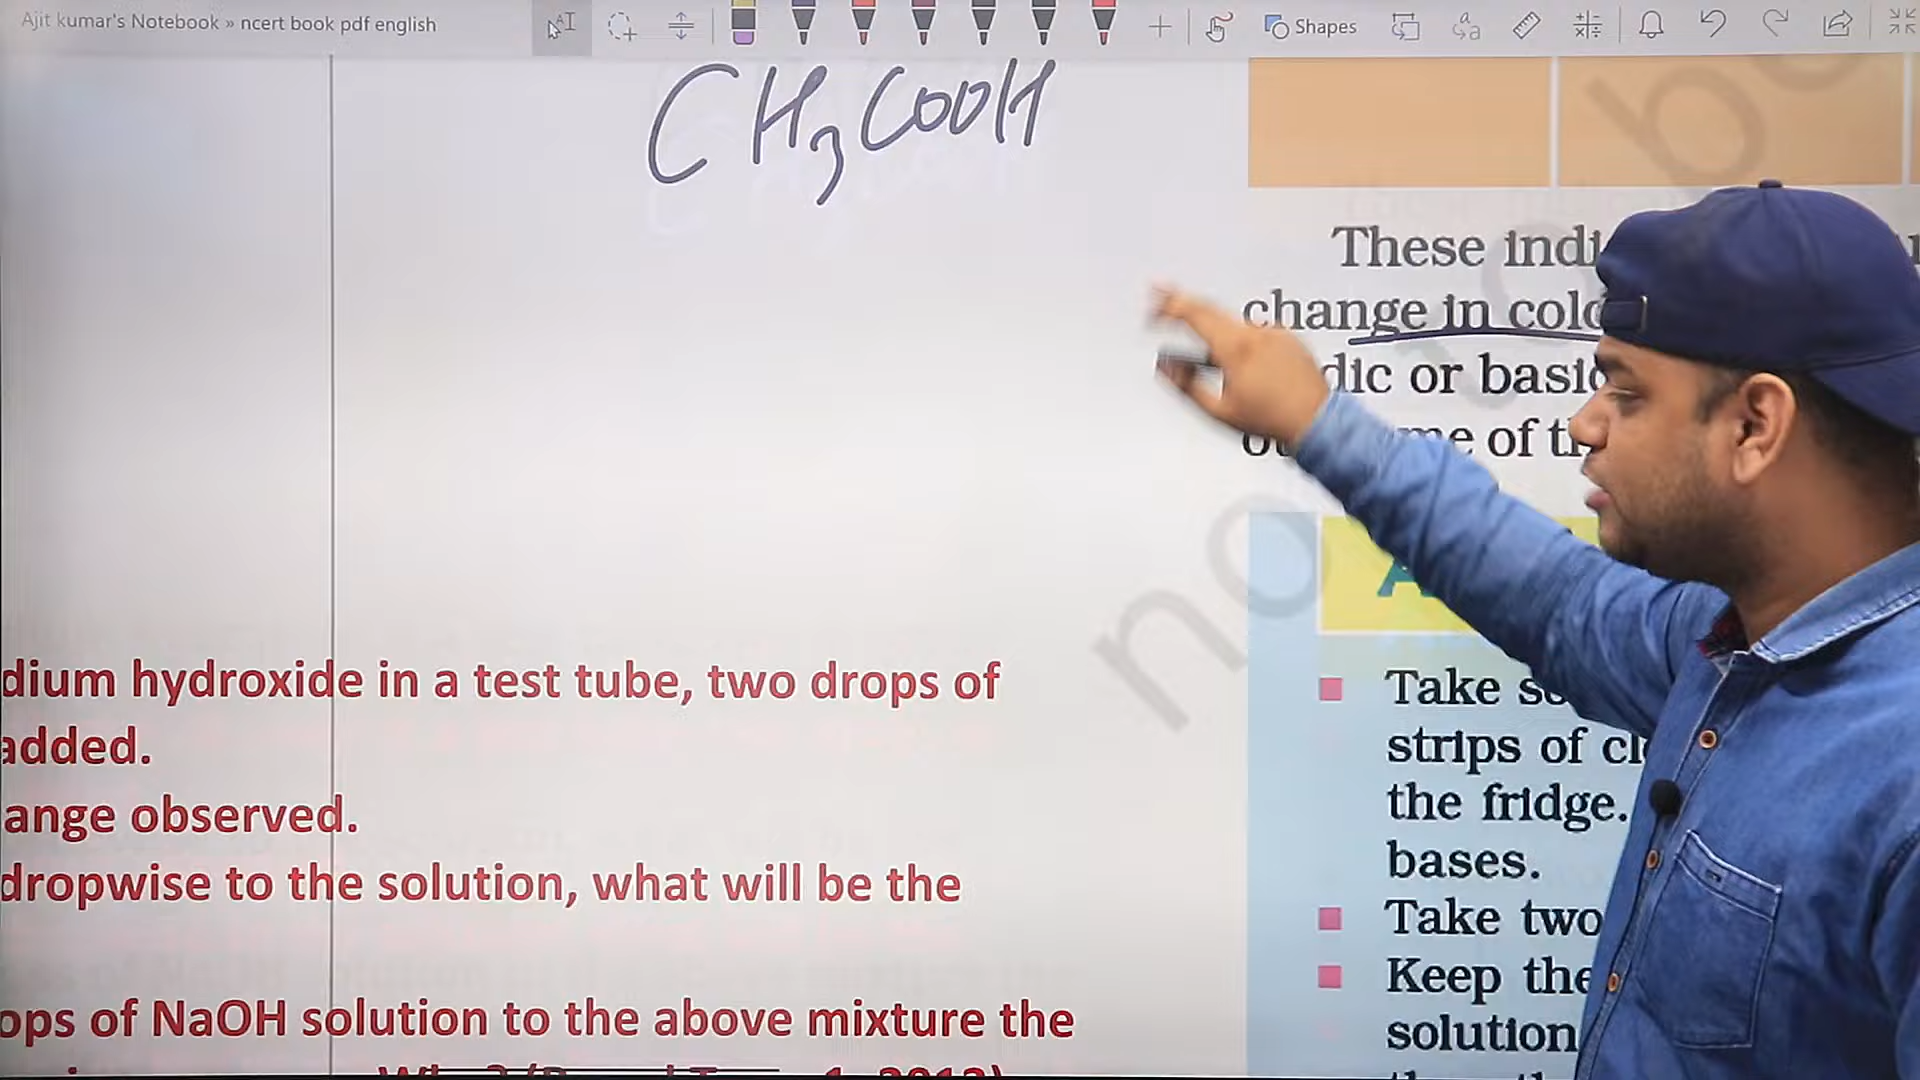 Ajit kumar's Notebook » ncert book pdf english
Shapes
CH3COOH
These indi
change in colo
dic or basic
me of th
no
dium hydroxide in a test tube, two drops of
added.
ange observed.
dropwise to the solution, what will be the
ops of NaOH solution to the above mixture the
Take so
strips of cl
the fridge.
bases.
Take two
Keep the
solution